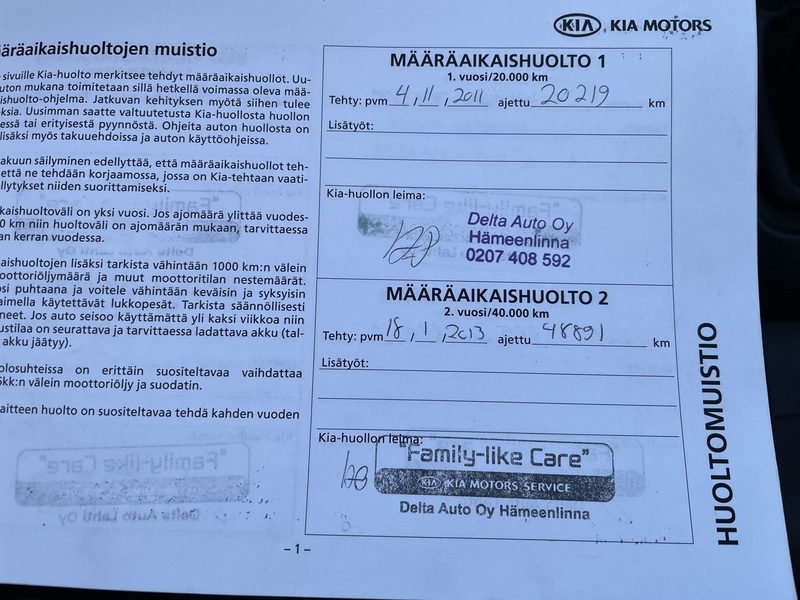 KIA KIA MOTORS
määräaikaishuoltojen muistio
sivuille Kia-huolto merkitsee tehdyt määräaikaishuollot. Uu-
auton mukana toimitetaan sillä hetkellä voimassa oleva mää-
aishuolto-ohjelma. Jatkuvan kehityksen myötä siihen tulee
ksia. Uusimman saatte valtuutetusta Kia-huollosta huollon
essä tai erityisestä pyynnöstä. Ohjeita auton huollosta on
lisäksi myös takuuehdoissa ja auton käyttöohjeissa.
akuun säilyminen edellyttää, että määräaikaishuollot teh-
että ne tehdään korjaamossa, jossa on Kia-tehtaan vaati-
llytykset niiden suorittamiseksi.
kaishuoltoväli on yksi vuosi. Jos ajomäärä ylittää vuodes-
0 km niin huoltoväli on ajomäärän mukaan, tarvittaessa
an kerran vuodessa.
aishuoltojen lisäksi tarkista vähintään 1000 km:n välein
oottoriöljymäärä ja muut moottoritilan nestemäärät.
osi puhtaana ja voitele vähintään keväisin ja syksyisin
aimella käytettävät lukkopesät. Tarkista säännöllisesti
neet. Jos auto seisoo käyttämättä yli kaksi viikkoa niin
ustilaa on seurattava ja tarvittaessa ladattava akku (tal-
akku jäätyy).
olosuhteissa on erittäin suositeltavaa vaihdattaa
5kk:n välein moottoriöljy ja suodatin.
aitteen huolto on suositeltavaa tehdä kahden vuoden
MÄÄRÄAIKAISHUOLTO 1
1. vuosi/20.000 km
Tehty: pvm 4, 11, 2011 ajettu 20219 km
Lisätyöt:
Kia-huollon leima:
Delta Auto Oy
Hämeenlinna
0207 408 592
MÄÄRÄAIKAISHUOLTO 2
2. vuosi/40.000 km
Tehty: pvm 18, 1, 2013 ajettu 48891 km
Lisätyöt:
Kia-huollon leima:
"Family-like Care"
KIA KIA MOTORS SERVICE
Delta Auto Oy Hämeenlinna
HUOLTOMUISTIO
– 1 –